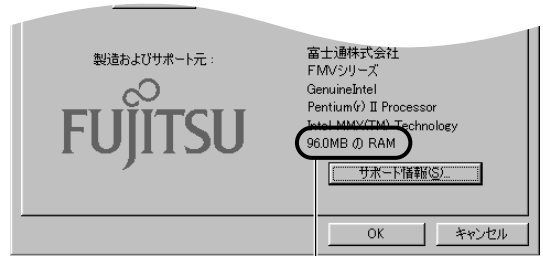 製造およびサポート元：
富士通株式会社
FMVシリーズ
GenuineIntel
Pentium(r) II Processor
Intel MMX(TM) Technology
96.0MB の RAM
FUJITSU
サポート情報(S)...
OK
キャンセル